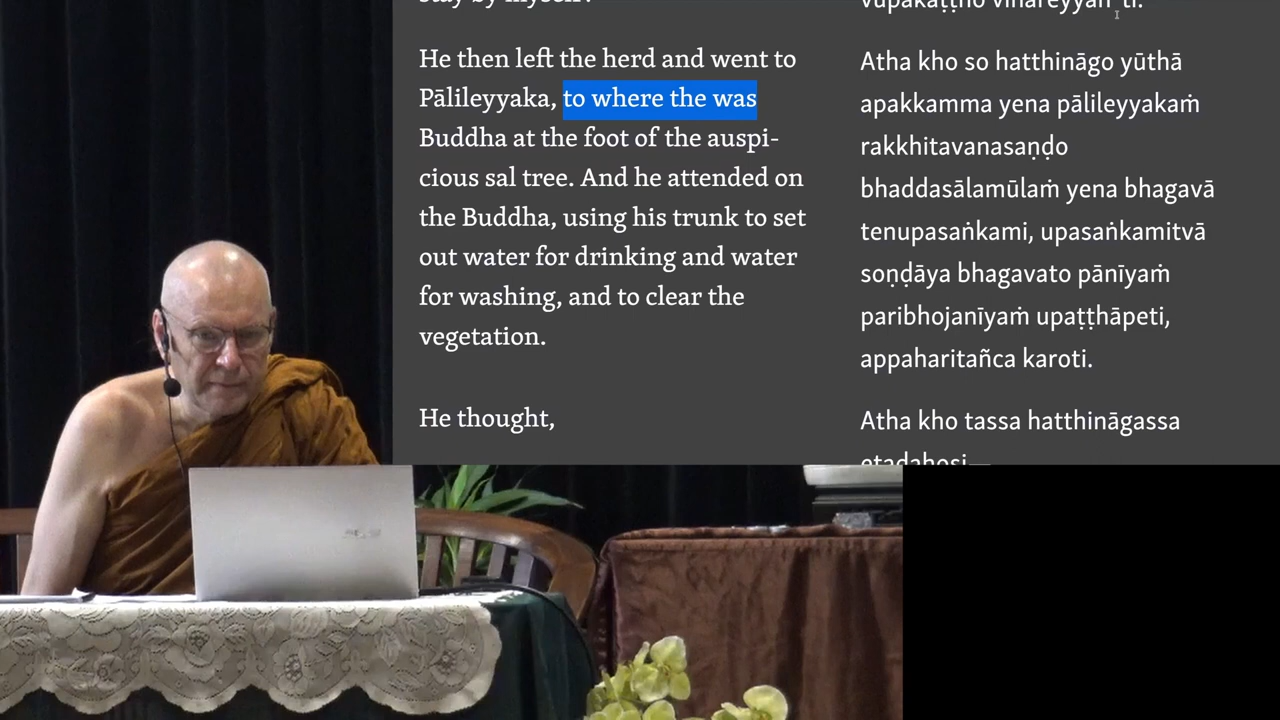 He then left the herd and went to
Pālileyyaka, to where the was
Buddha at the foot of the auspi-
cious sal tree. And he attended on
the Buddha, using his trunk to set
out water for drinking and water
for washing, and to clear the
vegetation.
He thought,
Atha kho so hatthināgo yūthā
apakkamma yena pālileyyakaṁ
rakkhitavanasaṇḍo
bhaddasālamūlaṁ yena bhagavā
tenupasaṅkami, upasaṅkamitvā
soṇḍāya bhagavato pānīyaṁ
paribhojanīyaṁ upaṭṭhāpeti,
appaharitañca karoti.
Atha kho tassa hatthināgassa
etadahosi—